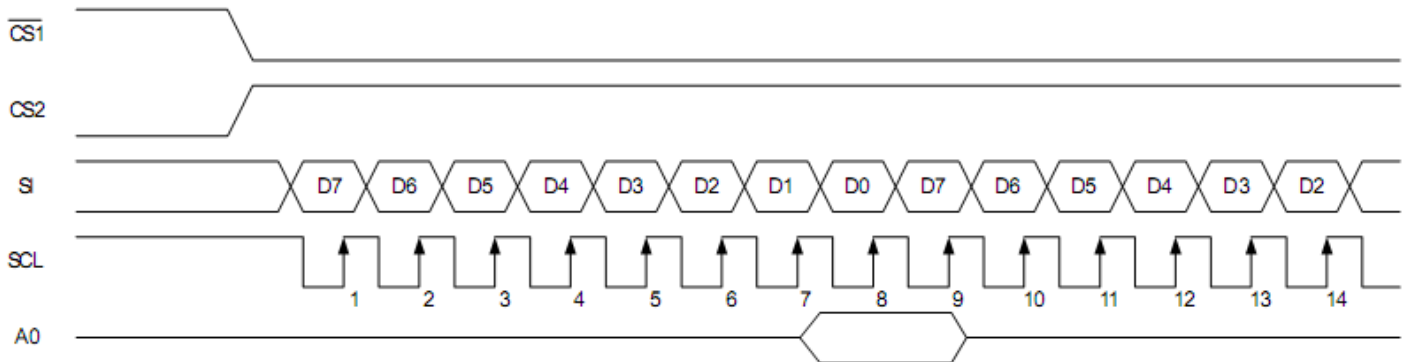 CS1
CS2
SI D7 D6 D5 D4 D3 D2 D1 D0 D7 D6 D5 D4 D3 D2
SCL
1 2 3 4 5 6 7 8 9 10 11 12 13 14
A0